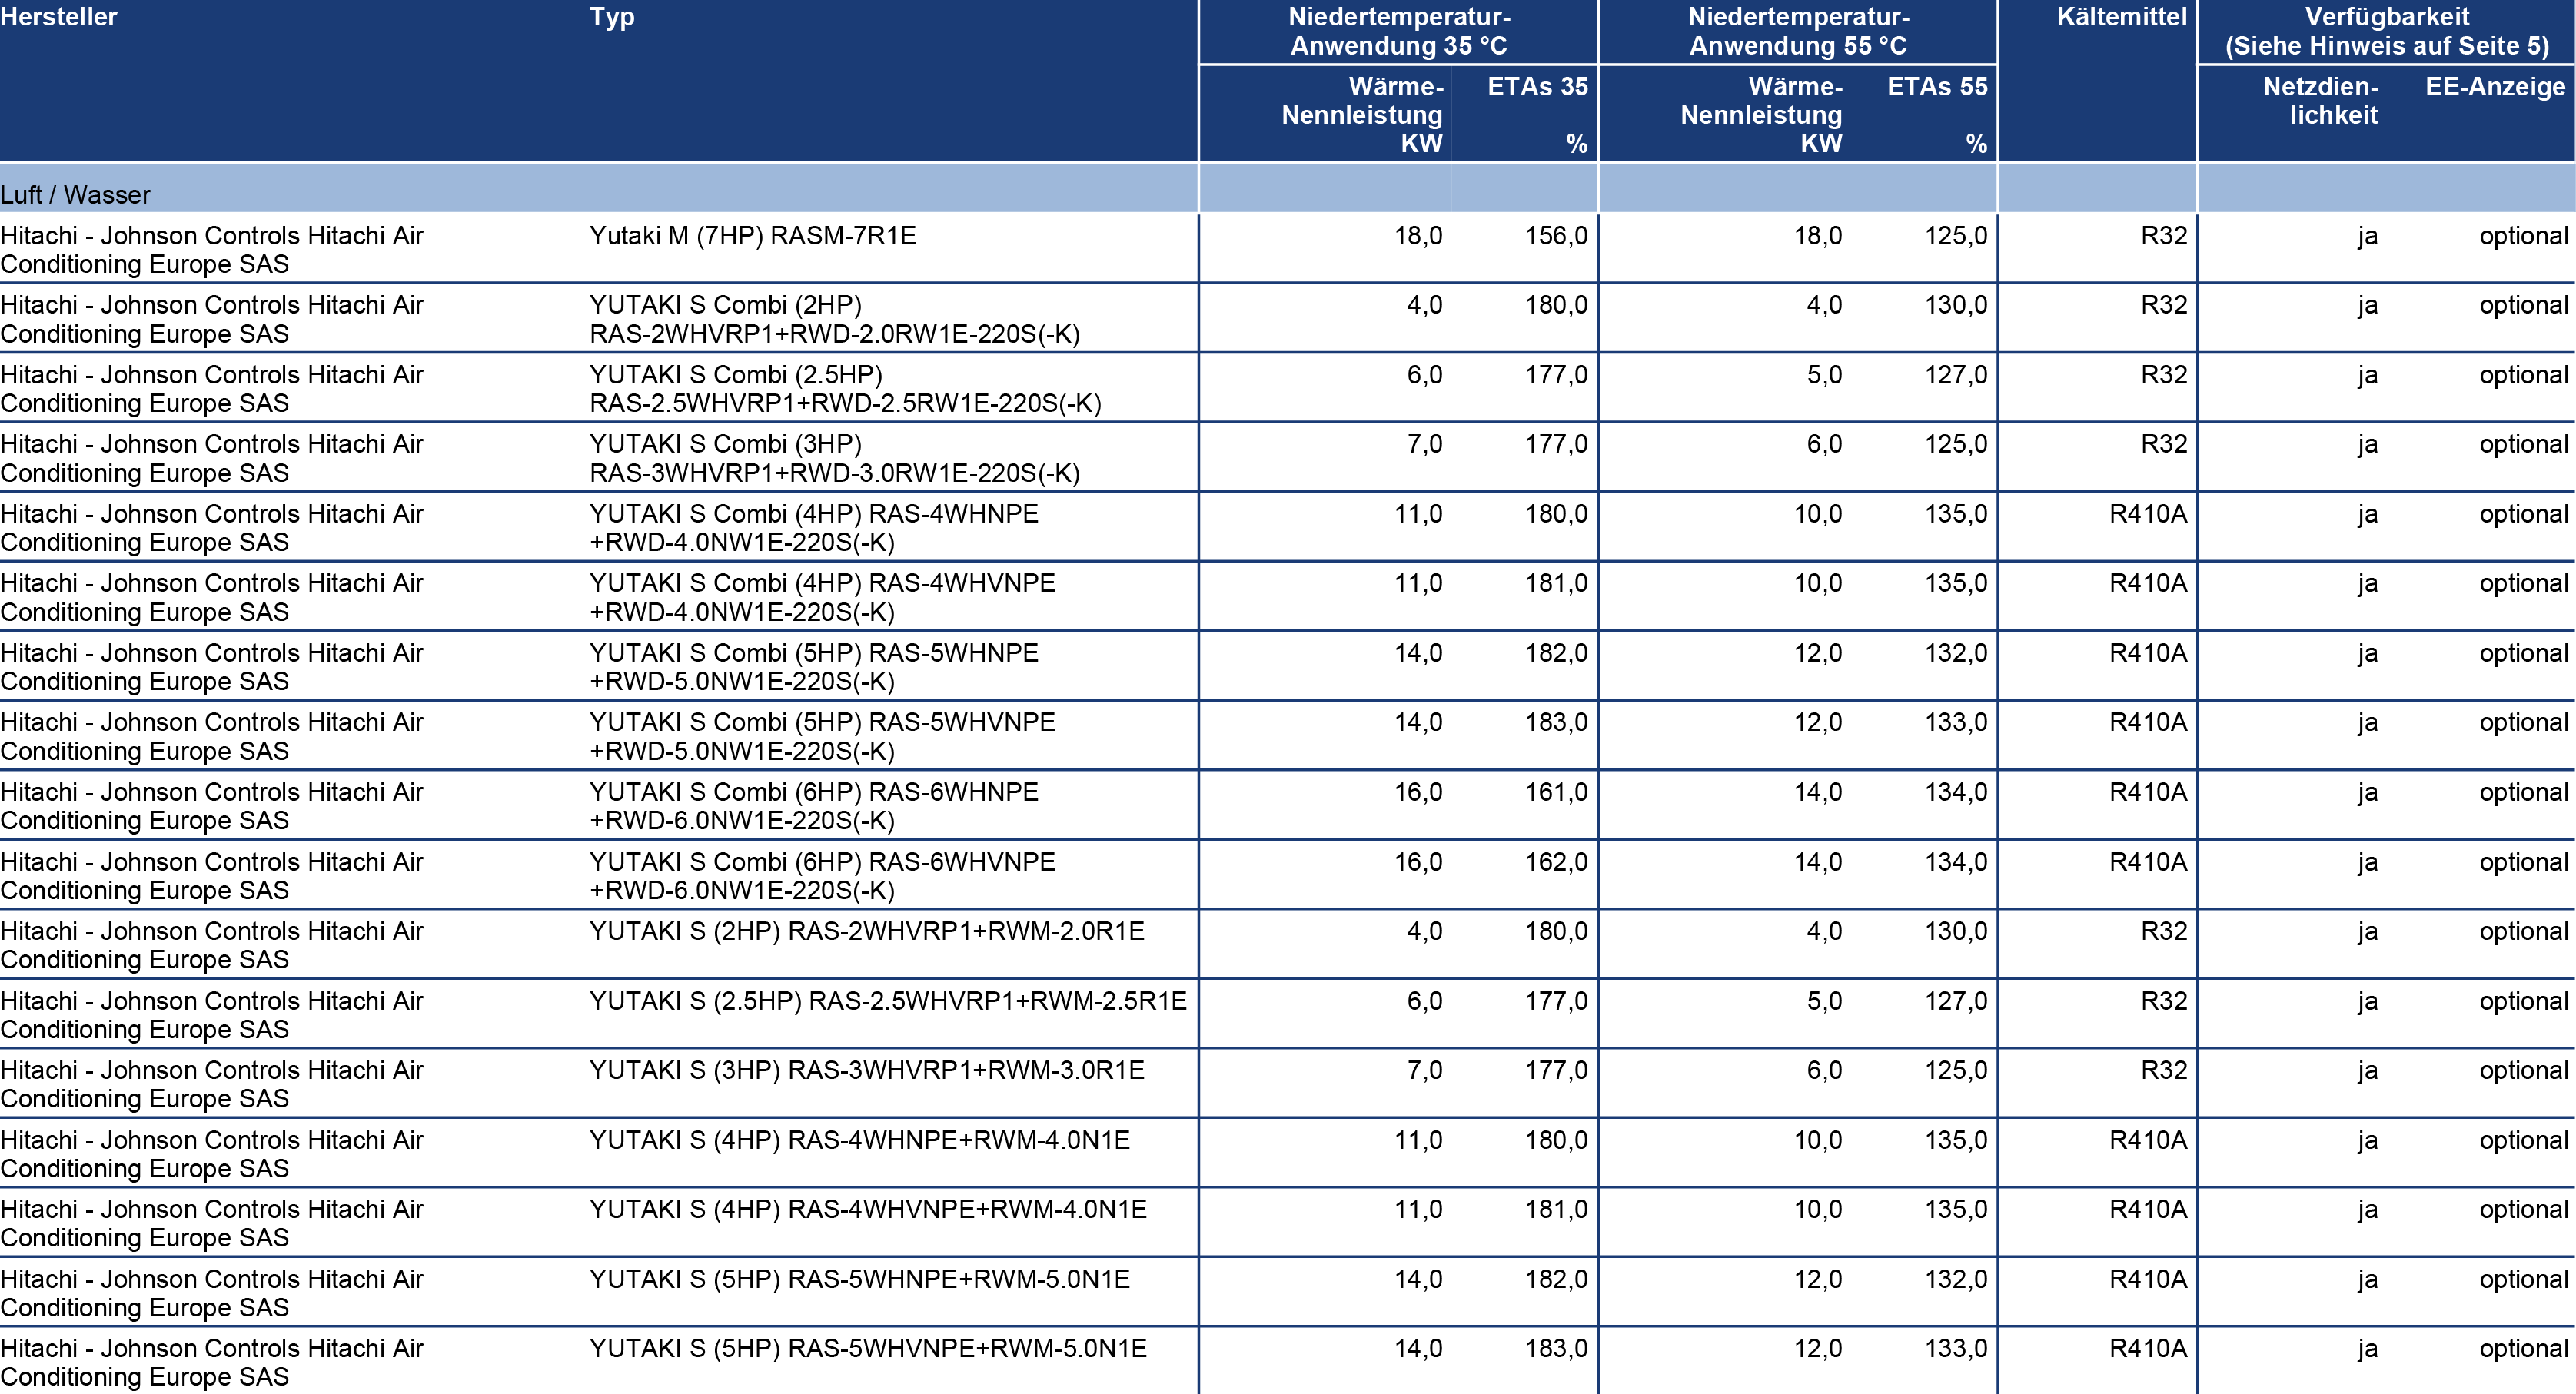 Hersteller Typ Niedertemperatur- Niedertemperatur- Kältemittel Verfügbarkeit
Anwendung 35 °C Anwendung 55 °C (Siehe Hinweis auf Seite 5)
Wärme- ETAs 35 Wärme- ETAs 55 Netzdien- EE-Anzeige
Nennleistung Nennleistung lichkeit
KW % KW %
Luft / Wasser
Hitachi - Johnson Controls Hitachi Air Yutaki M (7HP) RASM-7R1E 18,0 156,0 18,0 125,0 R32 ja optional
Conditioning Europe SAS
Hitachi - Johnson Controls Hitachi Air YUTAKI S Combi (2HP) 4,0 180,0 4,0 130,0 R32 ja optional
Conditioning Europe SAS RAS-2WHVRP1+RWD-2.0RW1E-220S(-K)
Hitachi - Johnson Controls Hitachi Air YUTAKI S Combi (2.5HP) 6,0 177,0 5,0 127,0 R32 ja optional
Conditioning Europe SAS RAS-2.5WHVRP1+RWD-2.5RW1E-220S(-K)
Hitachi - Johnson Controls Hitachi Air YUTAKI S Combi (3HP) 7,0 177,0 6,0 125,0 R32 ja optional
Conditioning Europe SAS RAS-3WHVRP1+RWD-3.0RW1E-220S(-K)
Hitachi - Johnson Controls Hitachi Air YUTAKI S Combi (4HP) RAS-4WHNPE 11,0 180,0 10,0 135,0 R410A ja optional
Conditioning Europe SAS +RWD-4.0NW1E-220S(-K)
Hitachi - Johnson Controls Hitachi Air YUTAKI S Combi (4HP) RAS-4WHVNPE 11,0 181,0 10,0 135,0 R410A ja optional
Conditioning Europe SAS +RWD-4.0NW1E-220S(-K)
Hitachi - Johnson Controls Hitachi Air YUTAKI S Combi (5HP) RAS-5WHNPE 14,0 182,0 12,0 132,0 R410A ja optional
Conditioning Europe SAS +RWD-5.0NW1E-220S(-K)
Hitachi - Johnson Controls Hitachi Air YUTAKI S Combi (5HP) RAS-5WHVNPE 14,0 183,0 12,0 133,0 R410A ja optional
Conditioning Europe SAS +RWD-5.0NW1E-220S(-K)
Hitachi - Johnson Controls Hitachi Air YUTAKI S Combi (6HP) RAS-6WHNPE 16,0 161,0 14,0 134,0 R410A ja optional
Conditioning Europe SAS +RWD-6.0NW1E-220S(-K)
Hitachi - Johnson Controls Hitachi Air YUTAKI S Combi (6HP) RAS-6WHVNPE 16,0 162,0 14,0 134,0 R410A ja optional
Conditioning Europe SAS +RWD-6.0NW1E-220S(-K)
Hitachi - Johnson Controls Hitachi Air YUTAKI S (2HP) RAS-2WHVRP1+RWM-2.0R1E 4,0 180,0 4,0 130,0 R32 ja optional
Conditioning Europe SAS
Hitachi - Johnson Controls Hitachi Air YUTAKI S (2.5HP) RAS-2.5WHVRP1+RWM-2.5R1E 6,0 177,0 5,0 127,0 R32 ja optional
Conditioning Europe SAS
Hitachi - Johnson Controls Hitachi Air YUTAKI S (3HP) RAS-3WHVRP1+RWM-3.0R1E 7,0 177,0 6,0 125,0 R32 ja optional
Conditioning Europe SAS
Hitachi - Johnson Controls Hitachi Air YUTAKI S (4HP) RAS-4WHNPE+RWM-4.0N1E 11,0 180,0 10,0 135,0 R410A ja optional
Conditioning Europe SAS
Hitachi - Johnson Controls Hitachi Air YUTAKI S (4HP) RAS-4WHVNPE+RWM-4.0N1E 11,0 181,0 10,0 135,0 R410A ja optional
Conditioning Europe SAS
Hitachi - Johnson Controls Hitachi Air YUTAKI S (5HP) RAS-5WHNPE+RWM-5.0N1E 14,0 182,0 12,0 132,0 R410A ja optional
Conditioning Europe SAS
Hitachi - Johnson Controls Hitachi Air YUTAKI S (5HP) RAS-5WHVNPE+RWM-5.0N1E 14,0 183,0 12,0 133,0 R410A ja optional
Conditioning Europe SAS